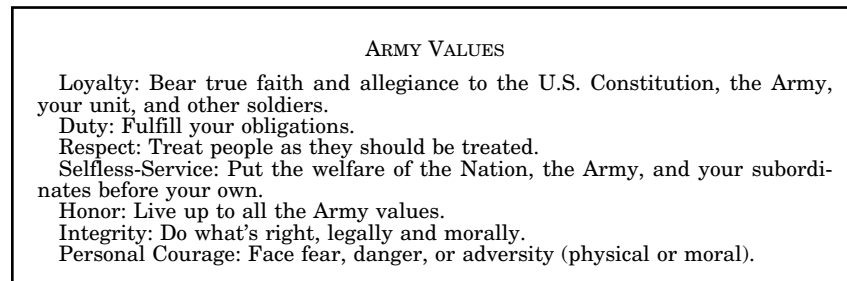 ARMY VALUES
Loyalty: Bear true faith and allegiance to the U.S. Constitution, the Army,
your unit, and other soldiers.
Duty: Fulfill your obligations.
Respect: Treat people as they should be treated.
Selfless-Service: Put the welfare of the Nation, the Army, and your subordi-
nates before your own.
Honor: Live up to all the Army values.
Integrity: Do what's right, legally and morally.
Personal Courage: Face fear, danger, or adversity (physical or moral).